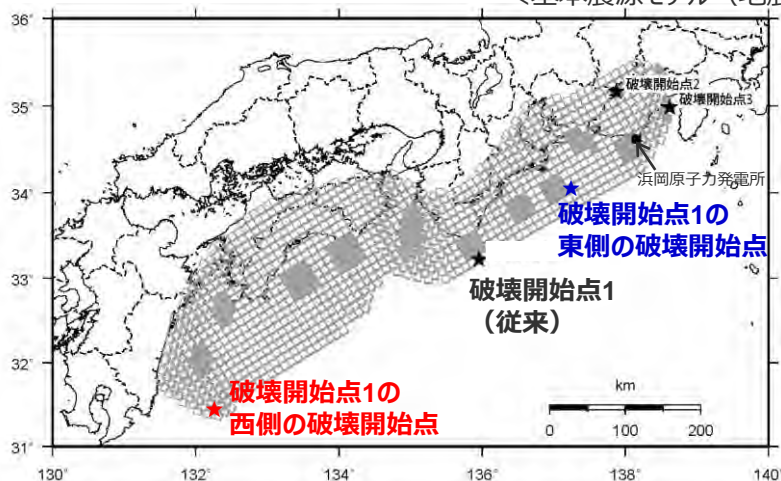 36°
35°
34°
33°
32°
31°
破壊開始点2
破壊開始点3
浜岡原子力発電所
破壊開始点1の
東側の破壊開始点
破壊開始点1
（従来）
破壊開始点1の
西側の破壊開始点
km
0 100 200
130° 132° 134° 136° 138° 140°